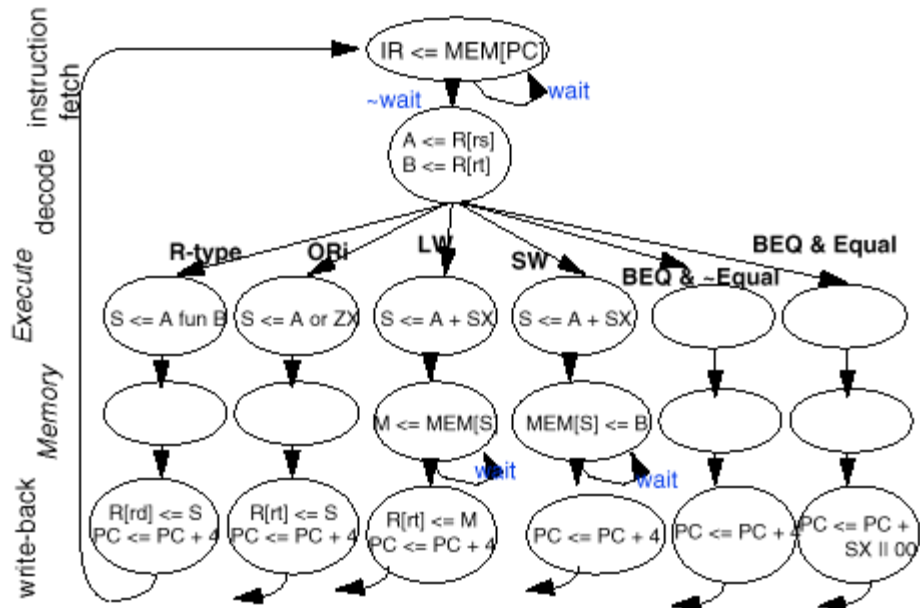 IR <= MEM[PC]
wait
~wait
instruction
fetch
A <= R[rs]
B <= R[rt]
decode
R-type
ORi
LW
SW
BEQ & ~Equal
BEQ & Equal
Execute
S <= A fun B
S <= A or ZX
S <= A + SX
S <= A + SX
Memory
M <= MEM[S]
MEM[S] <= B
wait
wait
write-back
R[rd] <= S
PC <= PC + 4
R[rt] <= S
PC <= PC + 4
R[rt] <= M
PC <= PC + 4
PC <= PC + 4
PC <= PC + 4
PC <= PC +
SX || 00